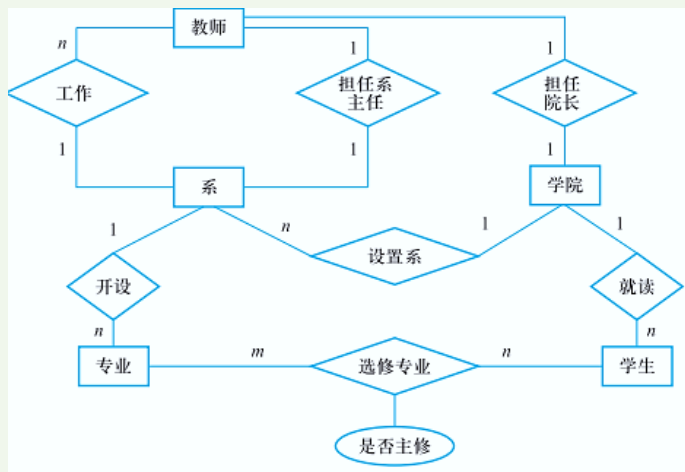 教师
n
1
1
工作
担任系
主任
担任
院长
1
1
1
系
学院
1
n
1
1
开设
设置系
就读
n
n
专业
m
选修专业
n
学生
是否主修